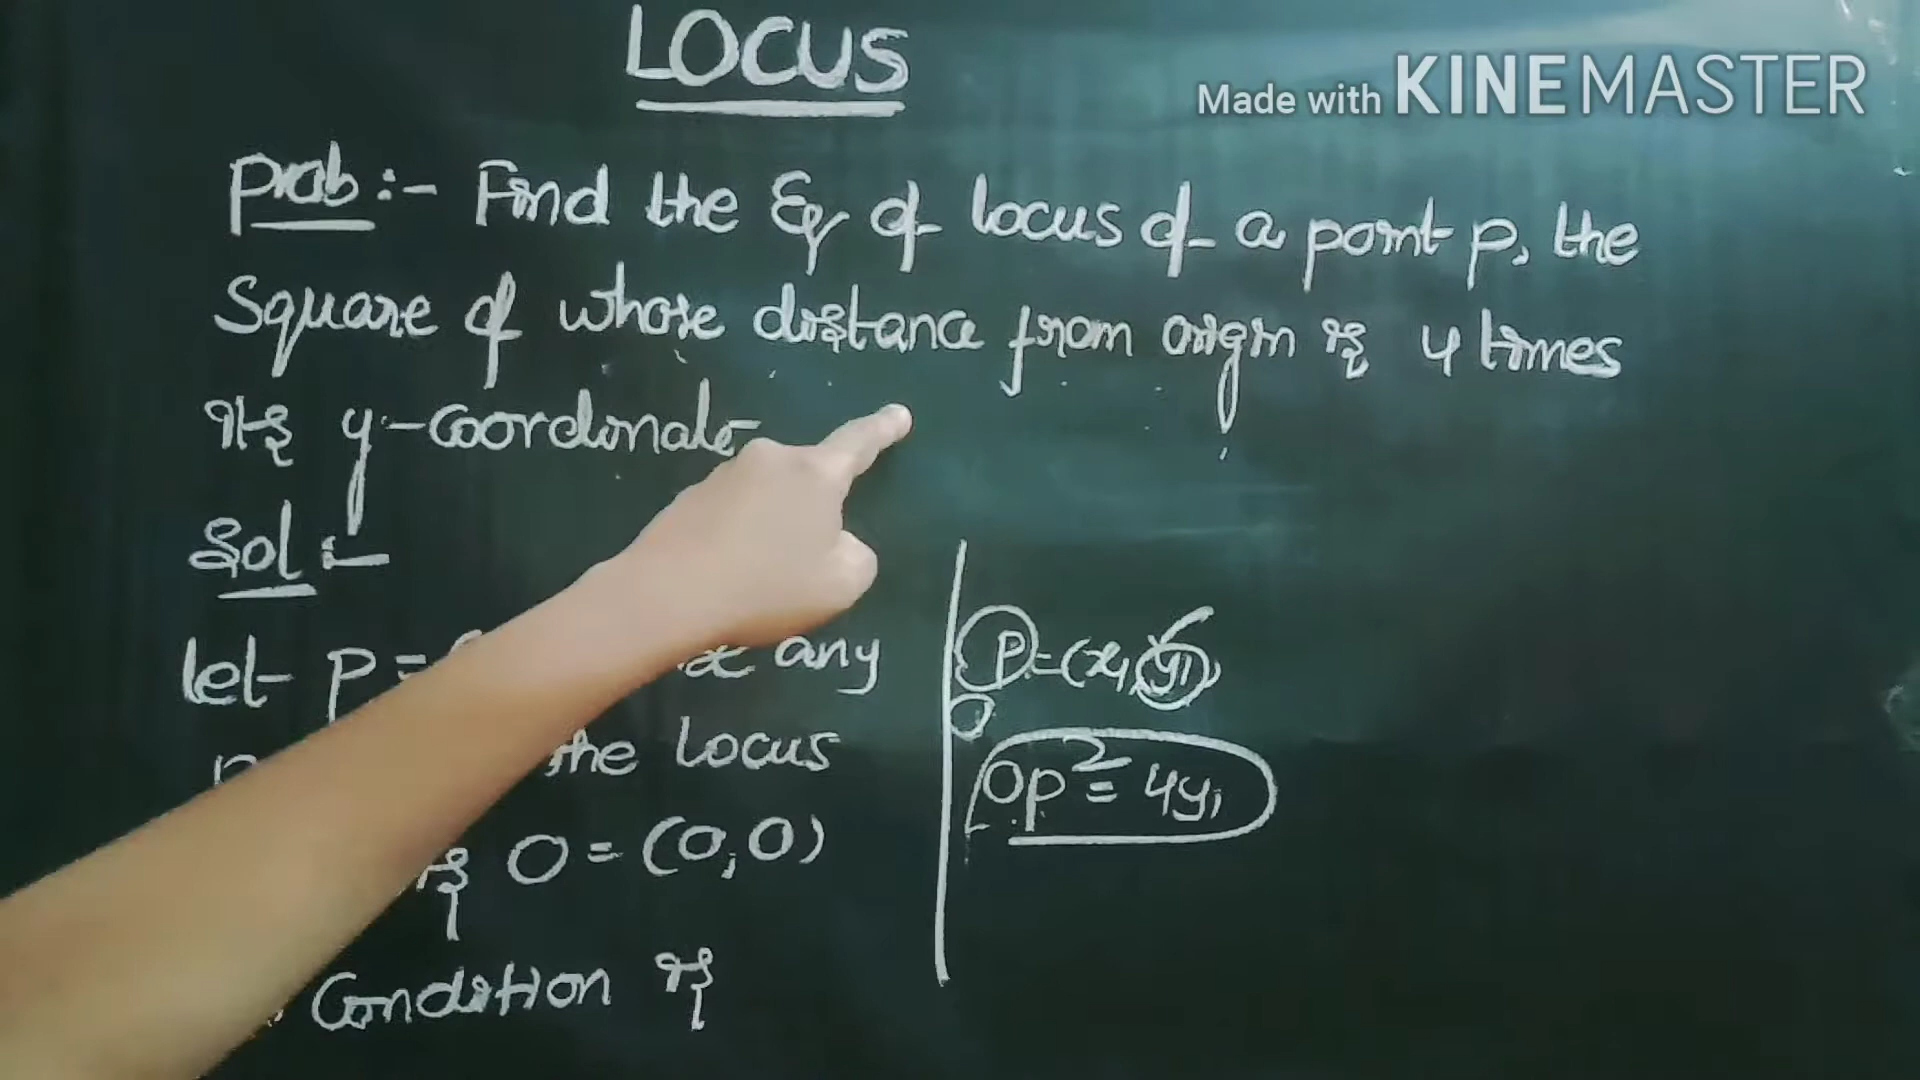 LOCUS
Made with KINEMASTER
Prob :- Find the Eq of locus of a point P, the
Square of whose distance from origin is 4 times
its y-coordinate
Sol :-
let P = any
the locus
is O = (0,0)
Condition is
P = (x₁, y₁)
O
OP² = 4y₁